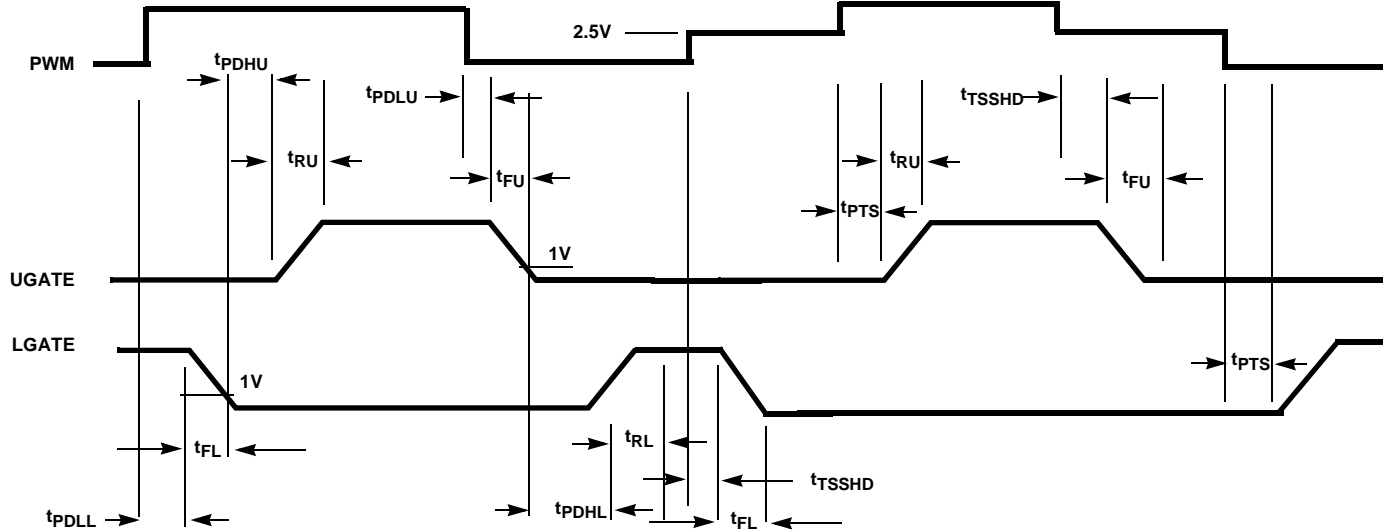 2.5V
PWM
tPDHU
tPDLU
tTSSHD
tRU
tRU
tFU
tFU
tPTS
1V
UGATE
LGATE
tPTS
1V
tRL
tFL
tTSSHD
tPDLL
tPDHL
tFL